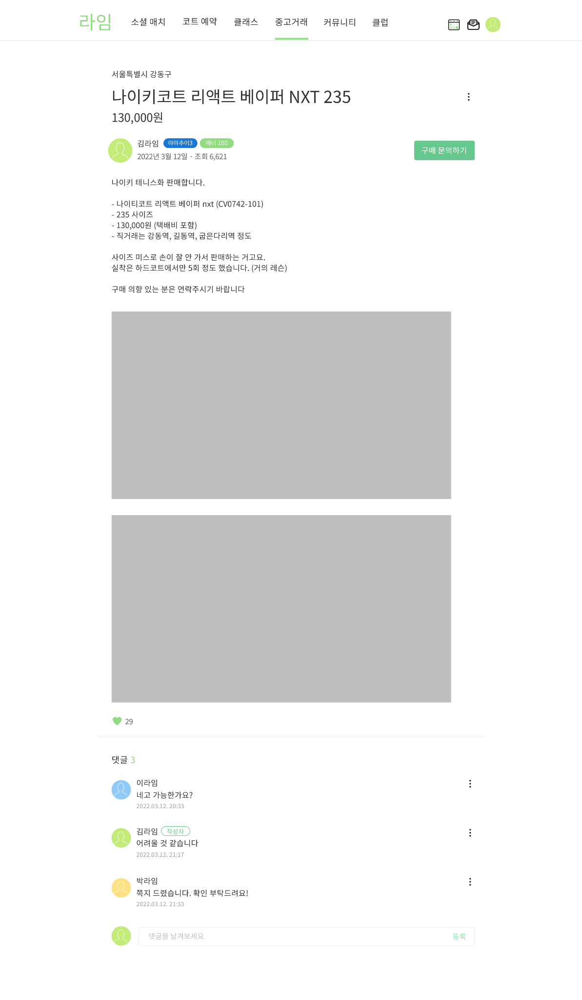 라임
소셜 매치 코트 예약 클래스 중고거래 커뮤니티 클럽
서울특별시 강동구
나이키코트 리액트 베이퍼 NXT 235
130,000원
김라임 아마추어3 매너 100
2022년 3월 12일 · 조회 6,621
구매 문의하기
나이키 테니스화 판매합니다.
- 나이티코트 리액트 베이퍼 nxt (CV0742-101)
- 235 사이즈
- 130,000원 (택배비 포함)
- 직거래는 강동역, 길동역, 굽은다리역 정도
사이즈 미스로 손이 잘 안 가서 판매하는 거고요.
실착은 하드코트에서만 5회 정도 했습니다. (거의 레슨)
구매 의향 있는 분은 연락주시기 바랍니다
29
댓글 3
이라임
네고 가능한가요?
2022.03.12. 20:33
김라임 작성자
어려울 것 같습니다
2022.03.12. 21:17
박라임
쪽지 드렸습니다. 확인 부탁드려요!
2022.03.12. 21:33
댓글을 남겨보세요 등록